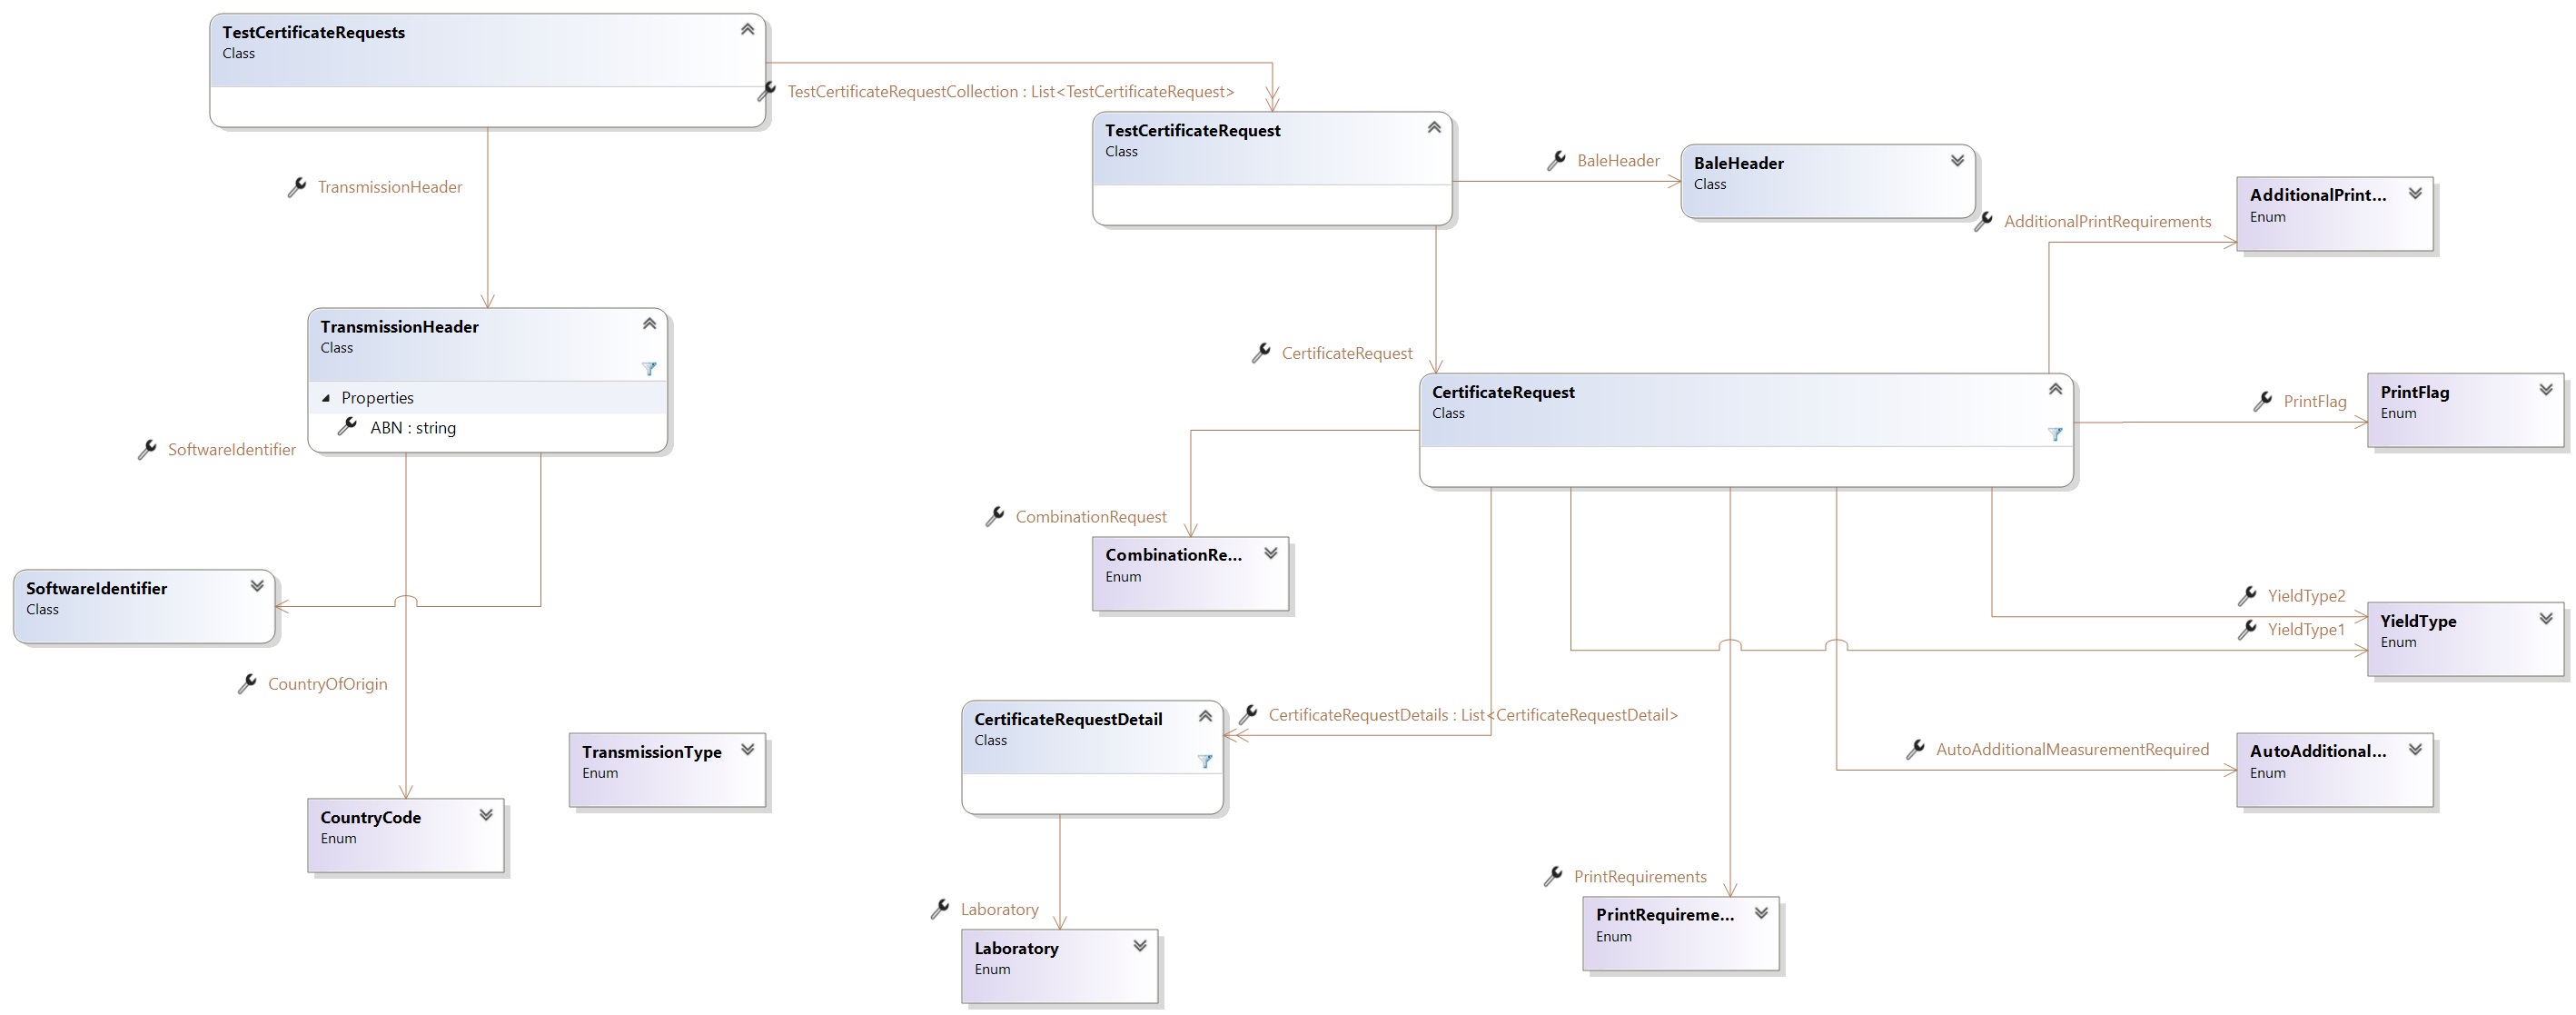 TestCertificateRequests
Class
TestCertificateRequestCollection : List<TestCertificateRequest>
TestCertificateRequest
Class
BaleHeader
BaleHeader
Class
TransmissionHeader
AdditionalPrint...
Enum
AdditionalPrintRequirements
TransmissionHeader
Class
Properties
ABN : string
CertificateRequest
CertificateRequest
Class
PrintFlag
PrintFlag
Enum
SoftwareIdentifier
CombinationRequest
CombinationRe...
Enum
SoftwareIdentifier
Class
YieldType2
YieldType1
YieldType
Enum
CountryOfOrigin
CertificateRequestDetail
Class
CertificateRequestDetails : List<CertificateRequestDetail>
TransmissionType
Enum
AutoAdditionalMeasurementRequired
AutoAdditional...
Enum
CountryCode
Enum
PrintRequirements
PrintRequireme...
Enum
Laboratory
Laboratory
Enum